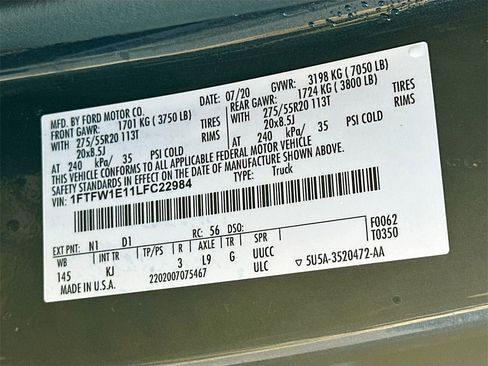 MFD. BY FORD MOTOR CO.
DATE: 07/20 GVWR: 3198 KG ( 7050 LB)
FRONT GAWR: 1701 KG ( 3750 LB) REAR GAWR: 1724 KG ( 3800 LB)
WITH 275/55R20 113T TIRES WITH 275/55R20 113T TIRES
20x8.5J RIMS 20x8.5J RIMS
AT 240 kPa/ 35 PSI COLD AT 240 kPa/ 35 PSI COLD
THIS VEHICLE CONFORMS TO ALL APPLICABLE FEDERAL MOTOR VEHICLE
SAFETY STANDARDS IN EFFECT ON THE DATE OF MANUFACTURE SHOWN ABOVE.
VIN: 1FTFW1E11LFC22984 TYPE: Truck
F0062
T0350
EXT PNT: N1 D1 RC: 56 DSO:
WB INT TR TP/PS R AXLE TR SPR
145 KJ 3 L9 G UUCC
MADE IN U.S.A. 2202007075467 ULC ▽ 5U5A-3520472-AA